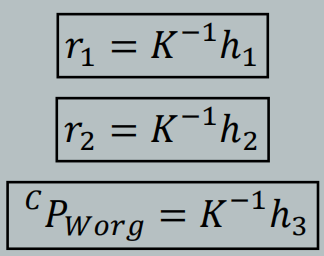 r₁ = K⁻¹h₁
r₂ = K⁻¹h₂
ᶜP_Worg = K⁻¹h₃